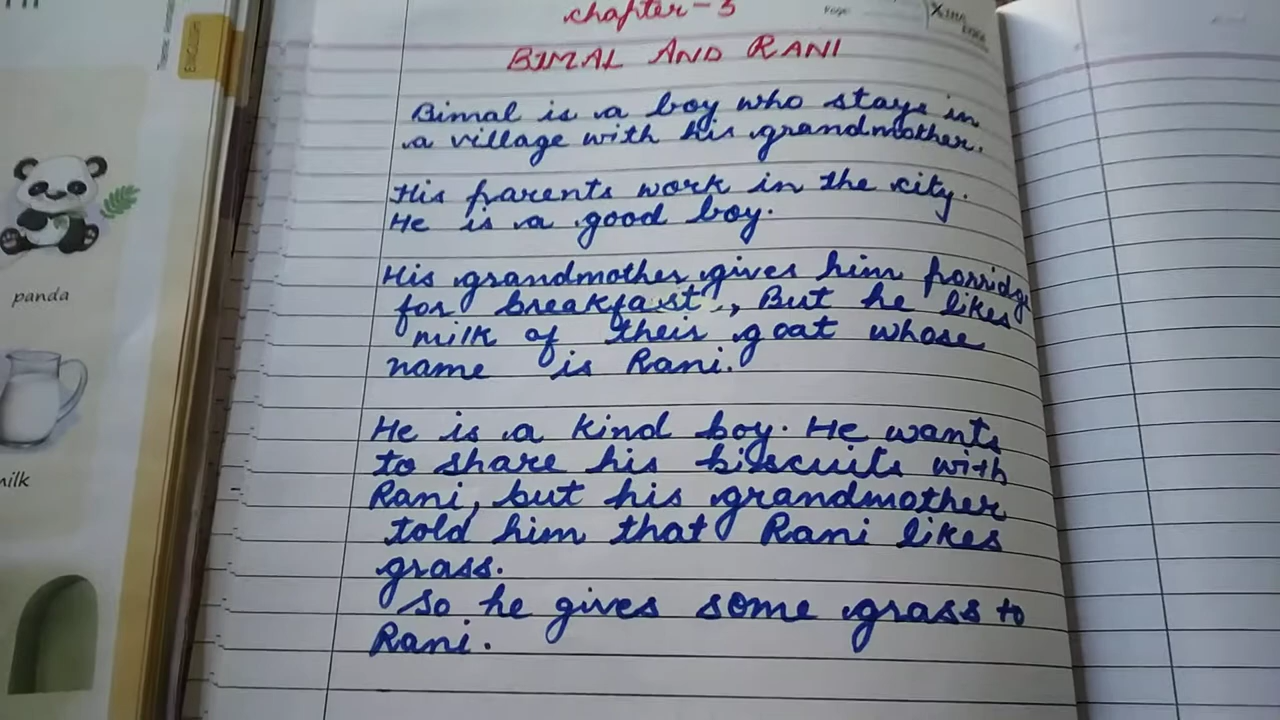 chapter-3
Page:
BIMAL AND RANI
Bimal is a boy who stays in
a village with his grandmother.
His parents work in the city.
He is a good boy.
His grandmother gives him porridge
for breakfast, But he likes
milk of their goat whose
name is Rani.
He is a kind boy. He wants
to share his biscuits with
Rani, but his grandmother
told him that Rani likes
grass.
So he gives some grass to
Rani.
panda
milk